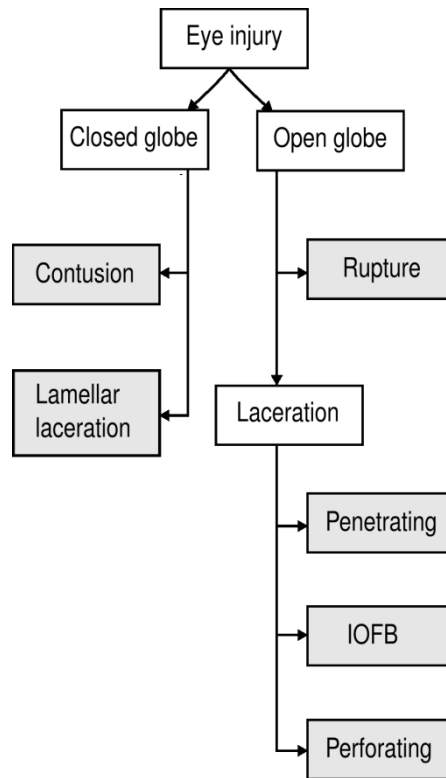 Eye injury
Closed globe
Open globe
Contusion
Rupture
Lamellar
laceration
Laceration
Penetrating
IOFB
Perforating